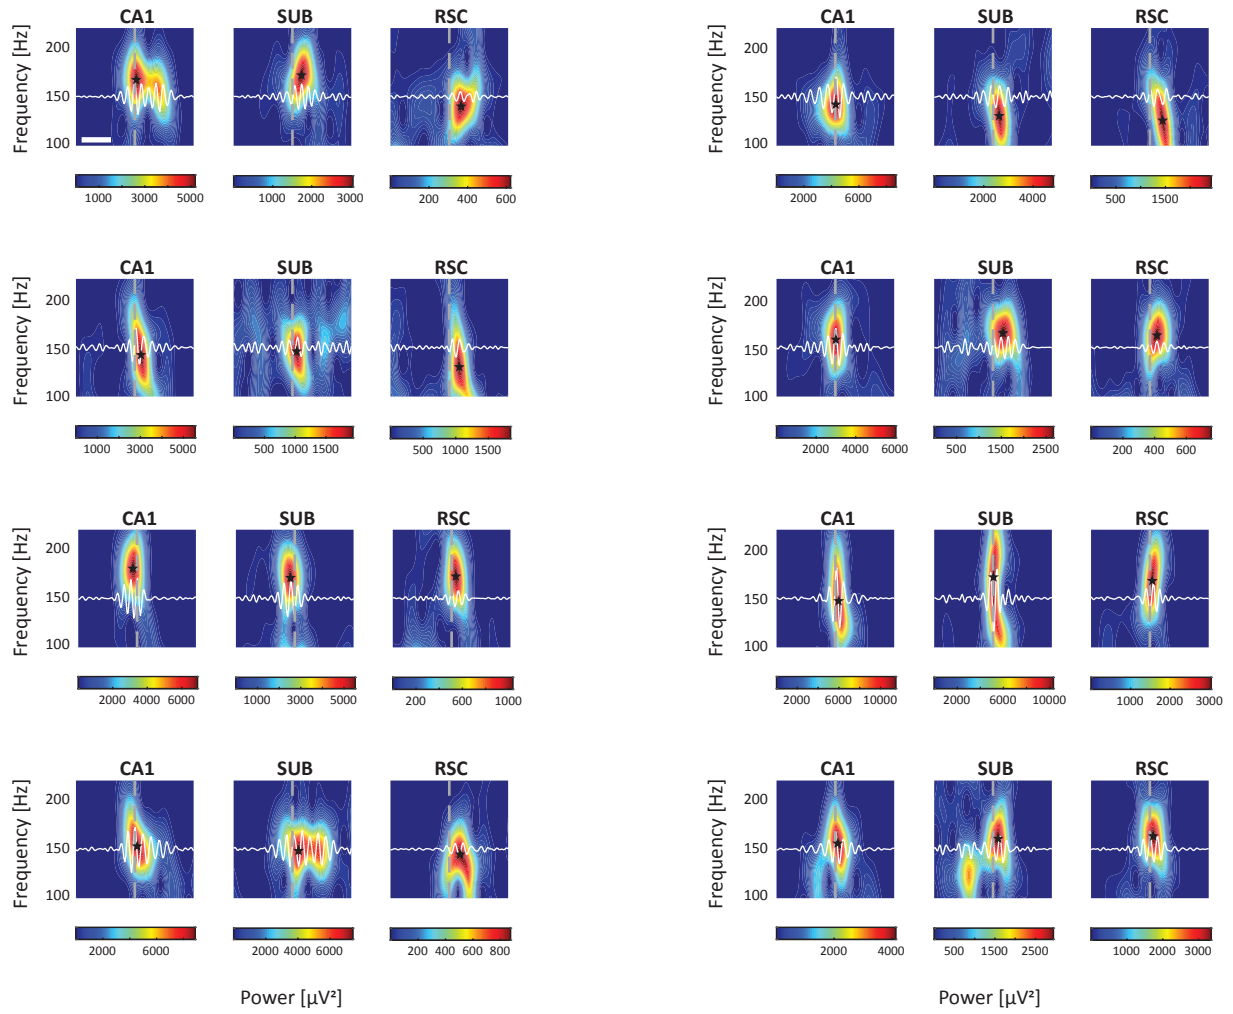 CA1 SUB RSC CA1 SUB RSC
Frequency [Hz] 200 150 100 Frequency [Hz] 200 150 100
1000 5000 1000 2000 3000 200 400 600 2000 6000 2000 4000 500 1500
CA1 SUB RSC CA1 SUB RSC
Frequency [Hz] 200 150 100 Frequency [Hz] 200 150 100
1000 3000 5000 500 1000 1500 500 1000 1500 2000 4000 6000 500 1500 2500 200 400 600
CA1 SUB RSC CA1 SUB RSC
Frequency [Hz] 200 150 100 Frequency [Hz] 200 150 100
2000 4000 6000 1000 3000 5000 200 600 1000 2000 6000 10000 2000 6000 10000 1000 2000 3000
CA1 SUB RSC CA1 SUB RSC
Frequency [Hz] 200 150 100 Frequency [Hz] 200 150 100
2000 6000 2000 4000 6000 200 400 600 800 2000 4000 500 1500 2500 1000 2000 3000
Power [µV²] Power [µV²]